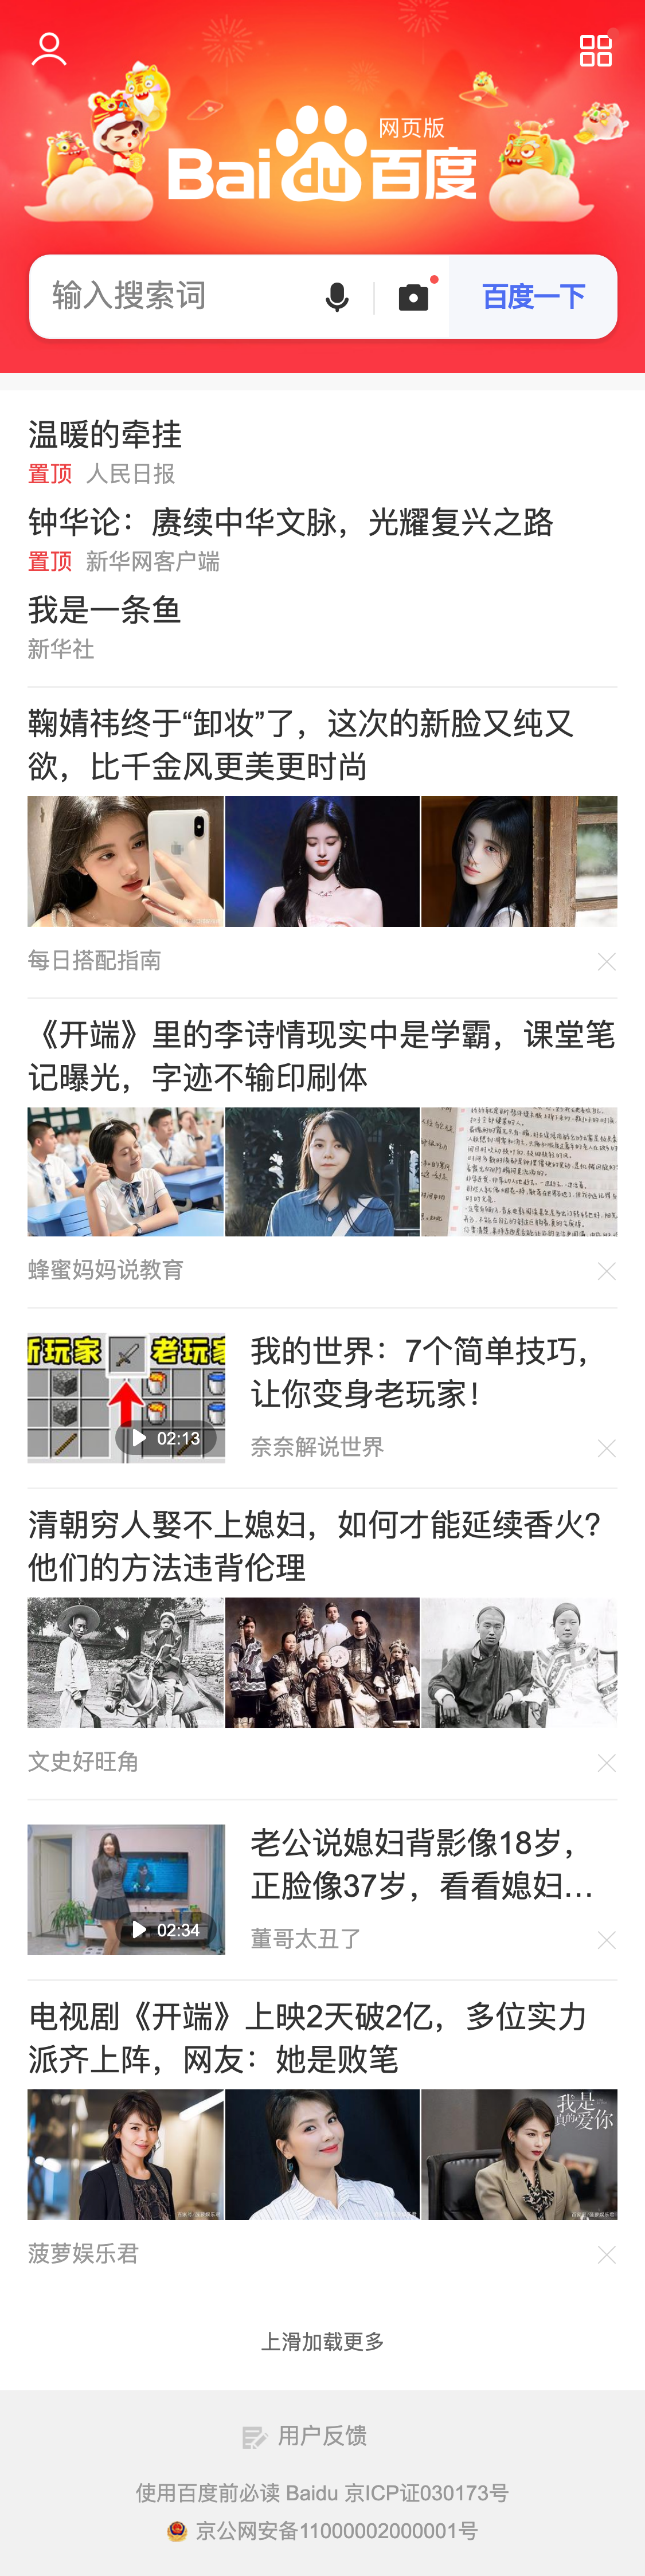 网页版
Baidu百度
输入搜索词
百度一下
温暖的牵挂
置顶 人民日报
钟华论：赓续中华文脉，光耀复兴之路
置顶 新华网客户端
我是一条鱼
新华社
鞠婧祎终于“卸妆”了，这次的新脸又纯又
欲，比千金风更美更时尚
每日搭配指南
《开端》里的李诗情现实中是学霸，课堂笔
记曝光，字迹不输印刷体
蜂蜜妈妈说教育
新玩家 老玩家
02:13
我的世界：7个简单技巧，
让你变身老玩家！
奈奈解说世界
清朝穷人娶不上媳妇，如何才能延续香火？
他们的方法违背伦理
文史好旺角
02:34
老公说媳妇背影像18岁，
正脸像37岁，看看媳妇...
董哥太丑了
电视剧《开端》上映2天破2亿，多位实力
派齐上阵，网友：她是败笔
我是
真的爱你
菠萝娱乐君
上滑加载更多
用户反馈
使用百度前必读 Baidu 京ICP证030173号
京公网安备11000002000001号